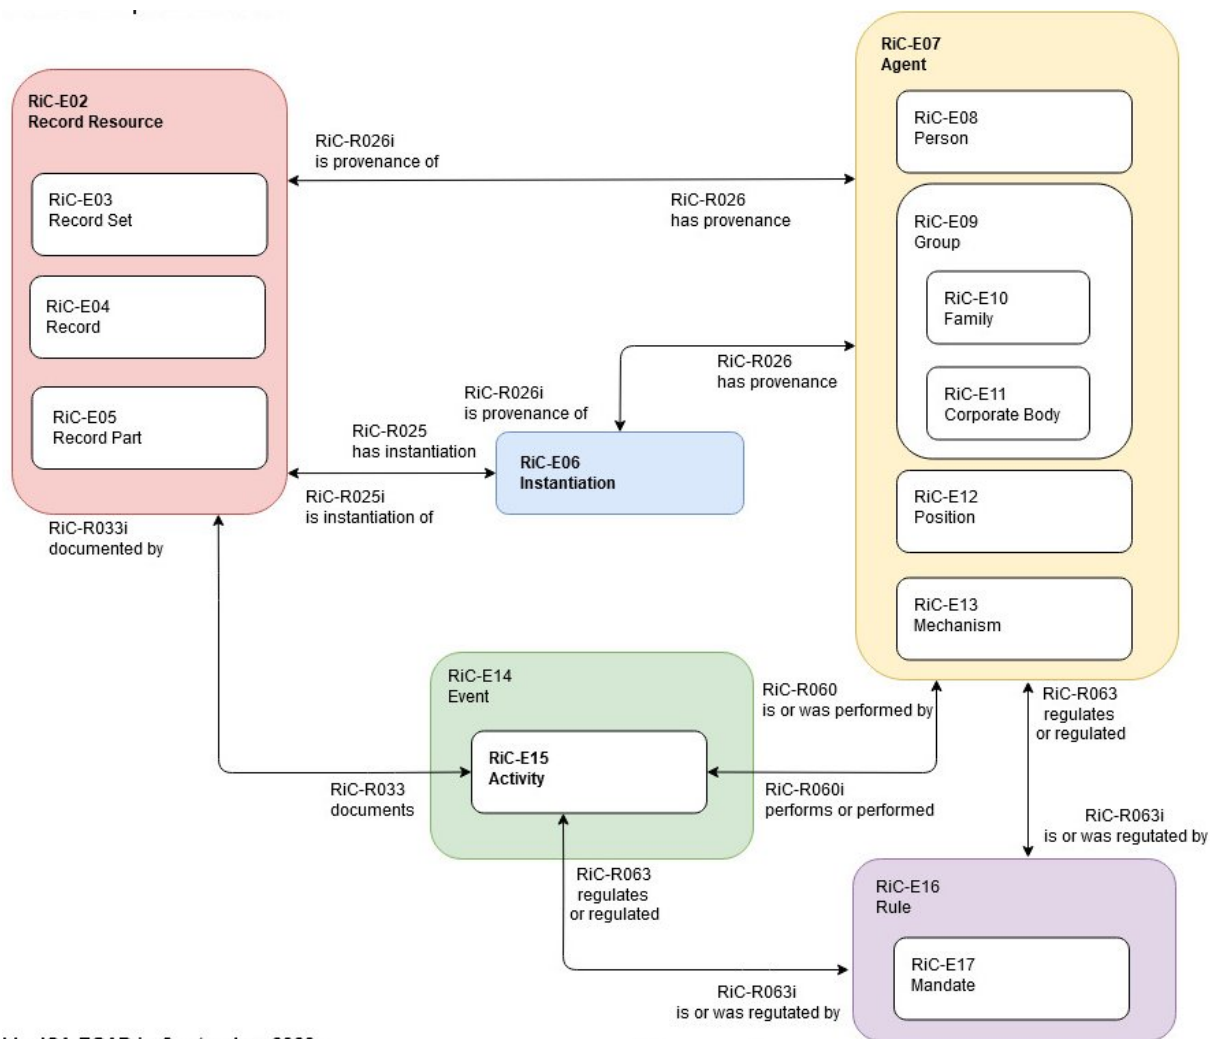 RiC-E07
Agent
RiC-E02
Record Resource
RiC-E08
Person
RiC-R026i
is provenance of
RiC-E03
Record Set
RiC-R026
has provenance
RiC-E09
Group
RiC-E10
Family
RiC-E04
Record
RiC-R026
has provenance
RiC-E11
Corporate Body
RiC-R026i
is provenance of
RiC-E05
Record Part
RiC-R025
has instantiation
RiC-E06
Instantiation
RiC-R025i
is instantiation of
RiC-E12
Position
RiC-R033i
documented by
RiC-E13
Mechanism
RiC-E14
Event
RiC-R060
is or was performed by
RiC-R063
regulates
or regulated
RiC-E15
Activity
RiC-R033
documents
RiC-R060i
performs or performed
RiC-R063i
is or was regutated by
RiC-R063
regulates
or regulated
RiC-E16
Rule
RiC-E17
Mandate
RiC-R063i
is or was regutated by